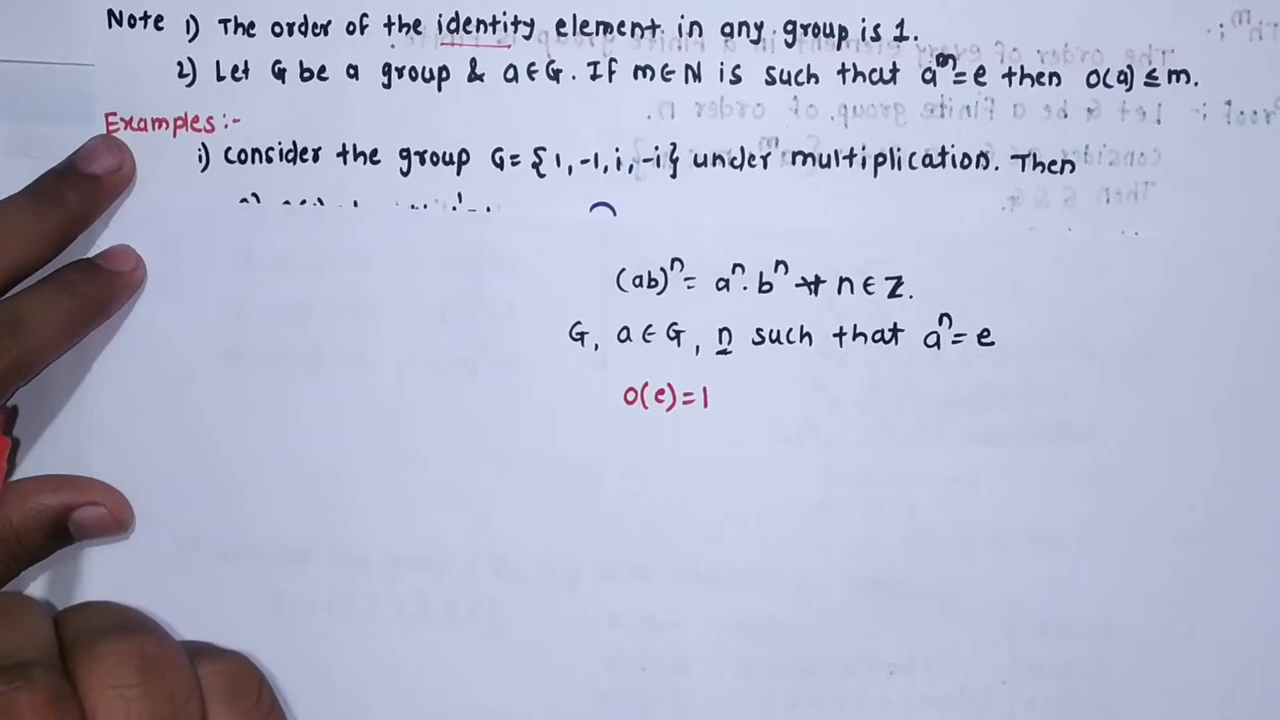 Note 1) The order of the identity element in any group is 1.
2) Let G be a group & a ∈ G. If m ∈ N is such that a^m = e then o(a) ≤ m.
Examples:-
i) consider the group G = {1, -1, i, -i} under multiplication. Then
(ab)^n = a^n . b^n ∀ n ∈ Z.
G, a ∈ G, n such that a^n = e
o(e) = 1